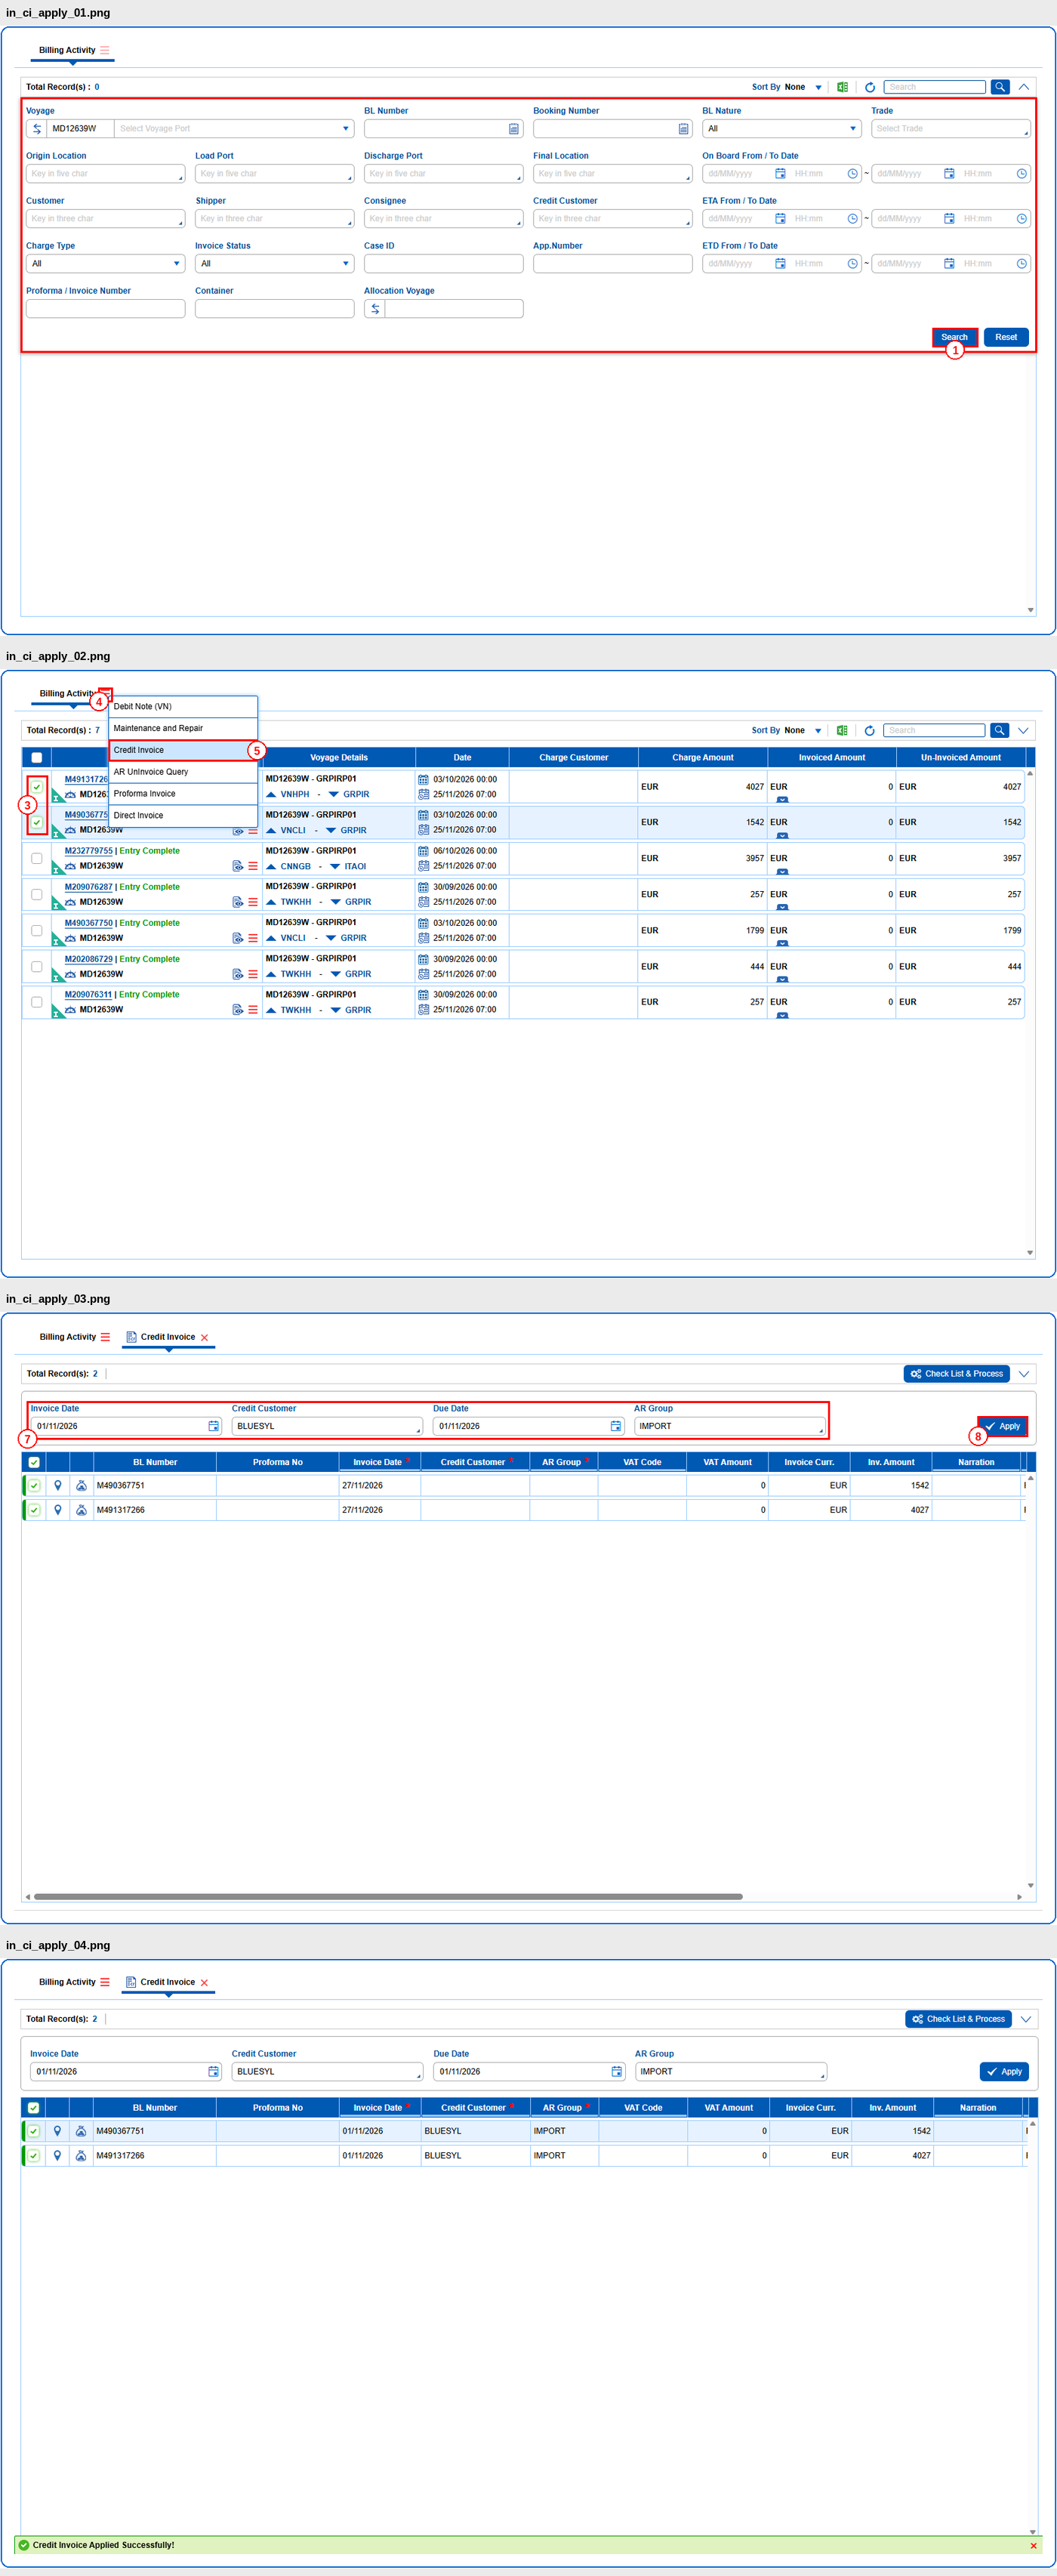 in_ci_apply_01.png
Billing Activity
Total Record(s) : 0
Sort By None
Search
Voyage
BL Number
Booking Number
BL Nature
Trade
MD12639W
Select Voyage Port
All
Select Trade
Origin Location
Load Port
Discharge Port
Final Location
On Board From / To Date
Key in five char
Key in five char
Key in five char
Key in five char
dd/MM/yyyy HH:mm ~ dd/MM/yyyy HH:mm
Customer
Shipper
Consignee
Credit Customer
ETA From / To Date
Key in three char
Key in three char
Key in three char
Key in three char
dd/MM/yyyy HH:mm ~ dd/MM/yyyy HH:mm
Charge Type
Invoice Status
Case ID
App.Number
ETD From / To Date
All
All
dd/MM/yyyy HH:mm ~ dd/MM/yyyy HH:mm
Proforma / Invoice Number
Container
Allocation Voyage
Search
Reset
1
in_ci_apply_02.png
Billing Activity
4
Debit Note (VN)
Maintenance and Repair
Credit Invoice
5
AR UnInvoice Query
Proforma Invoice
Direct Invoice
Total Record(s) : 7
Sort By None
Search
Voyage Details
Date
Charge Customer
Charge Amount
Invoiced Amount
Un-Invoiced Amount
3
M49131726
MD12639W - GRPIRP01
03/10/2026 00:00
EUR 4027 EUR 0 EUR 4027
MD12
VNHPH - GRPIR
25/11/2026 07:00
M49036775
MD12639W - GRPIRP01
03/10/2026 00:00
EUR 1542 EUR 0 EUR 1542
MD12639W
VNCLI - GRPIR
25/11/2026 07:00
M232779755 | Entry Complete
MD12639W - GRPIRP01
06/10/2026 00:00
EUR 3957 EUR 0 EUR 3957
MD12639W
CNNGB - ITAOI
25/11/2026 07:00
M209076287 | Entry Complete
MD12639W - GRPIRP01
30/09/2026 00:00
EUR 257 EUR 0 EUR 257
MD12639W
TWKHH - GRPIR
25/11/2026 07:00
M490367750 | Entry Complete
MD12639W - GRPIRP01
03/10/2026 00:00
EUR 1799 EUR 0 EUR 1799
MD12639W
VNCLI - GRPIR
25/11/2026 07:00
M202086729 | Entry Complete
MD12639W - GRPIRP01
30/09/2026 00:00
EUR 444 EUR 0 EUR 444
MD12639W
TWKHH - GRPIR
25/11/2026 07:00
M209076311 | Entry Complete
MD12639W - GRPIRP01
30/09/2026 00:00
EUR 257 EUR 0 EUR 257
MD12639W
TWKHH - GRPIR
25/11/2026 07:00
in_ci_apply_03.png
Billing Activity
Credit Invoice
Total Record(s): 2
Check List & Process
Invoice Date
Credit Customer
Due Date
AR Group
01/11/2026
BLUESYL
01/11/2026
IMPORT
Apply
7
8
BL Number
Proforma No
Invoice Date *
Credit Customer *
AR Group *
VAT Code
VAT Amount
Invoice Curr.
Inv. Amount
Narration
M490367751 27/11/2026 0 EUR 1542
M491317266 27/11/2026 0 EUR 4027
in_ci_apply_04.png
Billing Activity
Credit Invoice
Total Record(s): 2
Check List & Process
Invoice Date
Credit Customer
Due Date
AR Group
01/11/2026
BLUESYL
01/11/2026
IMPORT
Apply
BL Number
Proforma No
Invoice Date *
Credit Customer *
AR Group *
VAT Code
VAT Amount
Invoice Curr.
Inv. Amount
Narration
M490367751 01/11/2026 BLUESYL IMPORT 0 EUR 1542
M491317266 01/11/2026 BLUESYL IMPORT 0 EUR 4027
Credit Invoice Applied Successfully!